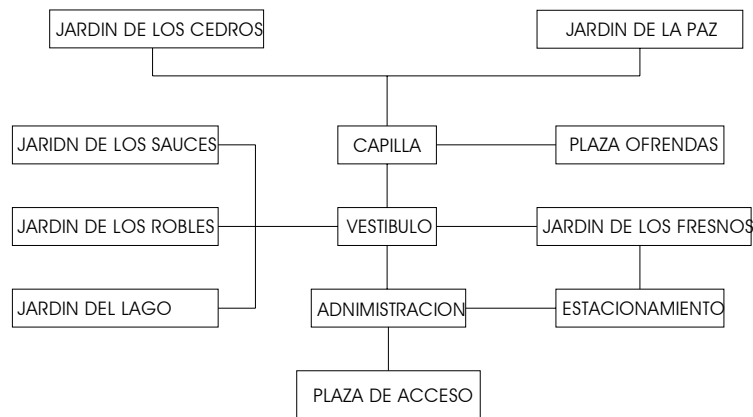 JARDIN DE LOS CEDROS
JARDIN DE LA PAZ
JARIDN DE LOS SAUCES
CAPILLA
PLAZA OFRENDAS
JARDIN DE LOS ROBLES
VESTIBULO
JARDIN DE LOS FRESNOS
JARDIN DEL LAGO
ADNIMISTRACION
ESTACIONAMIENTO
PLAZA DE ACCESO